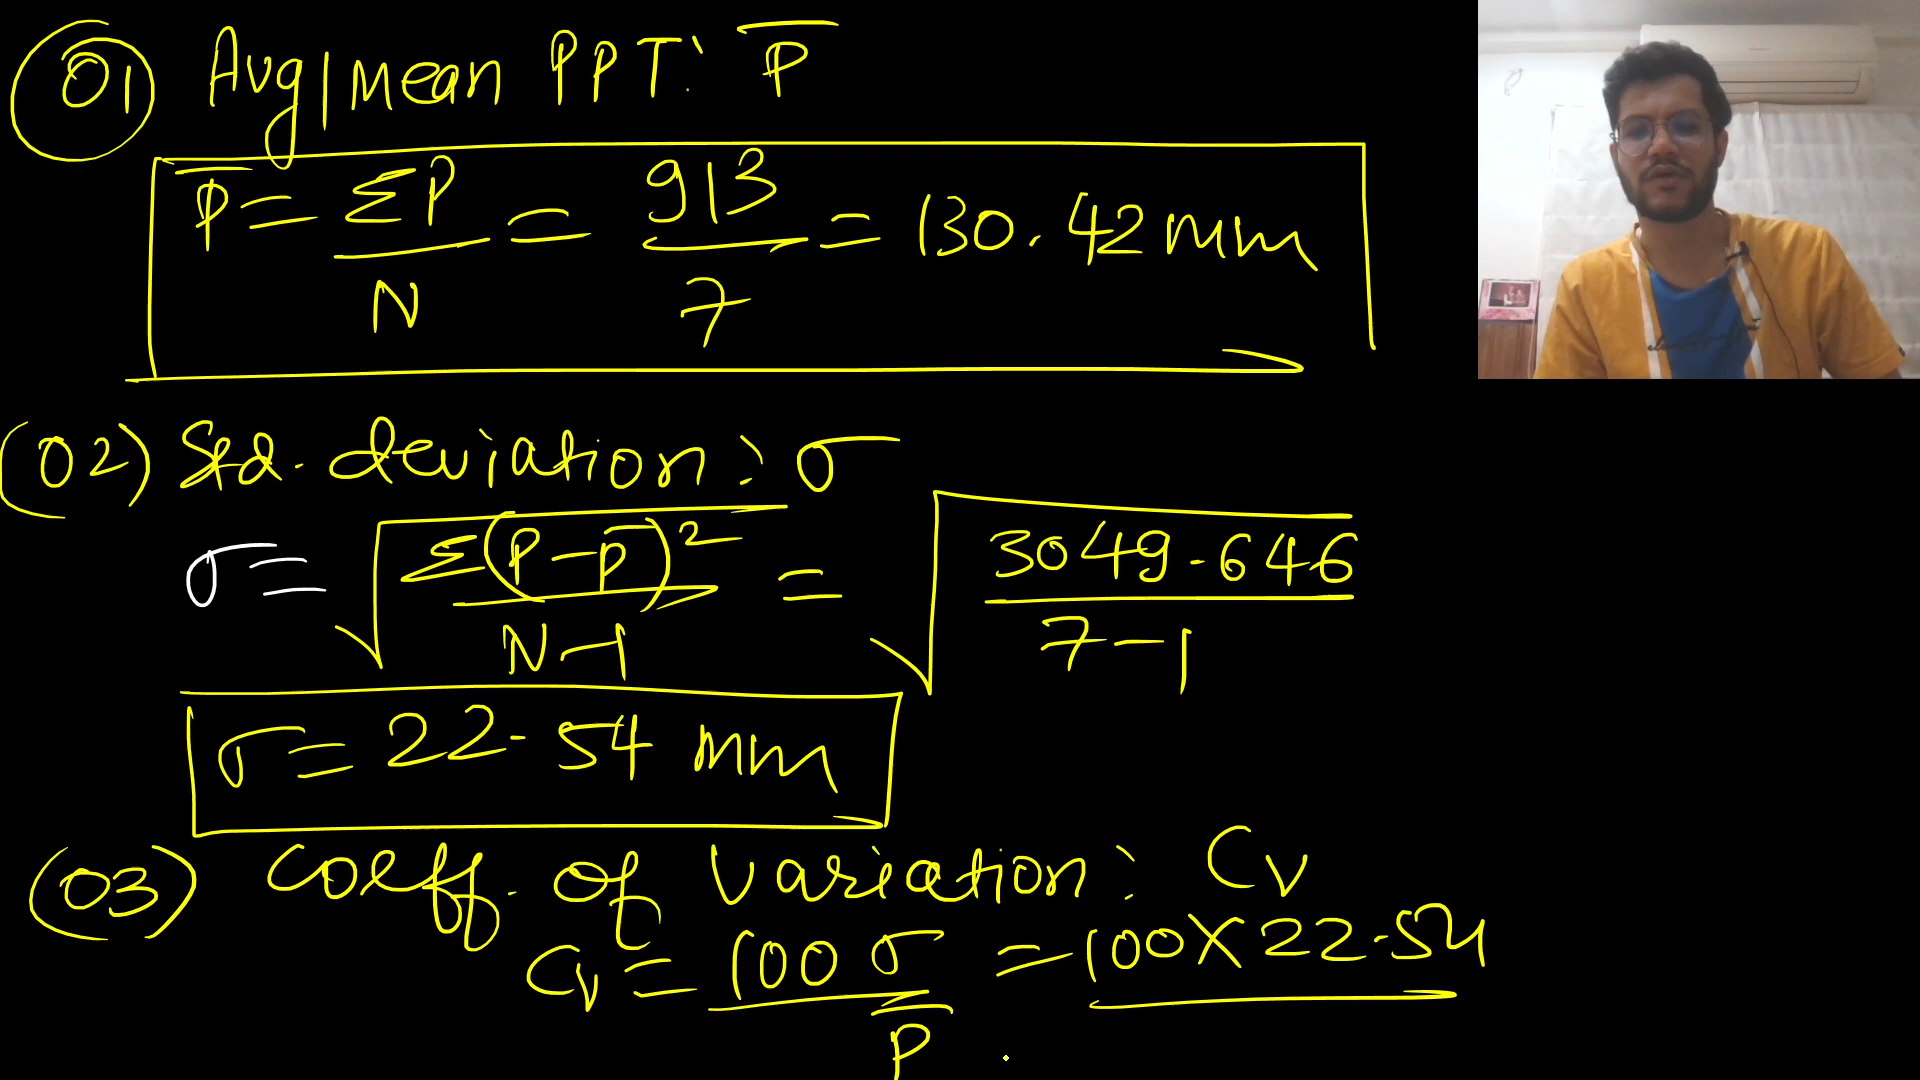 01 Avg/Mean PPT: P̅
P̅ = ΣP/N = 913/7 = 130.42 mm
(02) Std. deviation: σ
σ = √(Σ(P-P̅)²/N-1) = √(3049.646/7-1)
σ = 22.54 mm
(03) Coeff. of variation: Cv
Cv = 100 σ/P̅ = 100 X 22.54